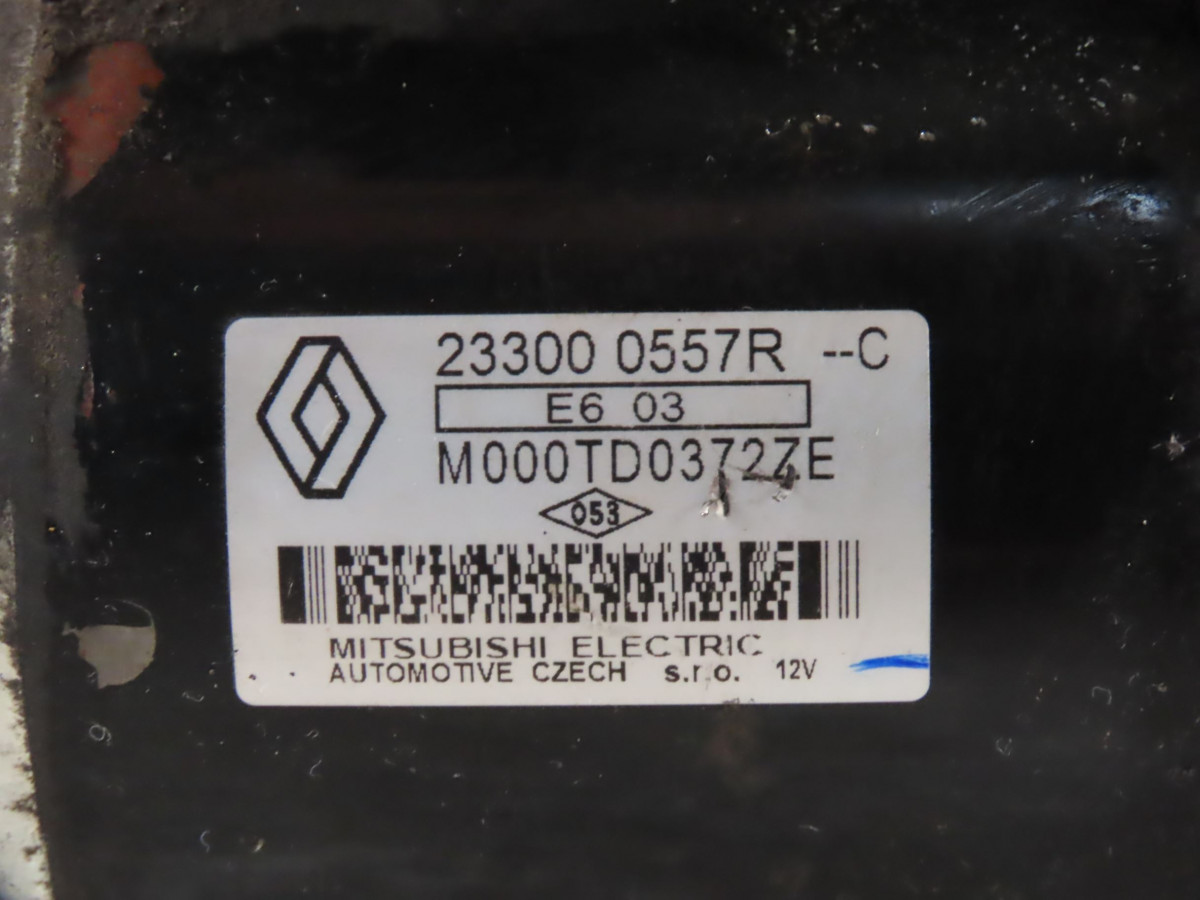 23300 0557R --C
E6 03
M000TD0372ZE
053
MITSUBISHI ELECTRIC
AUTOMOTIVE CZECH s.r.o. 12V